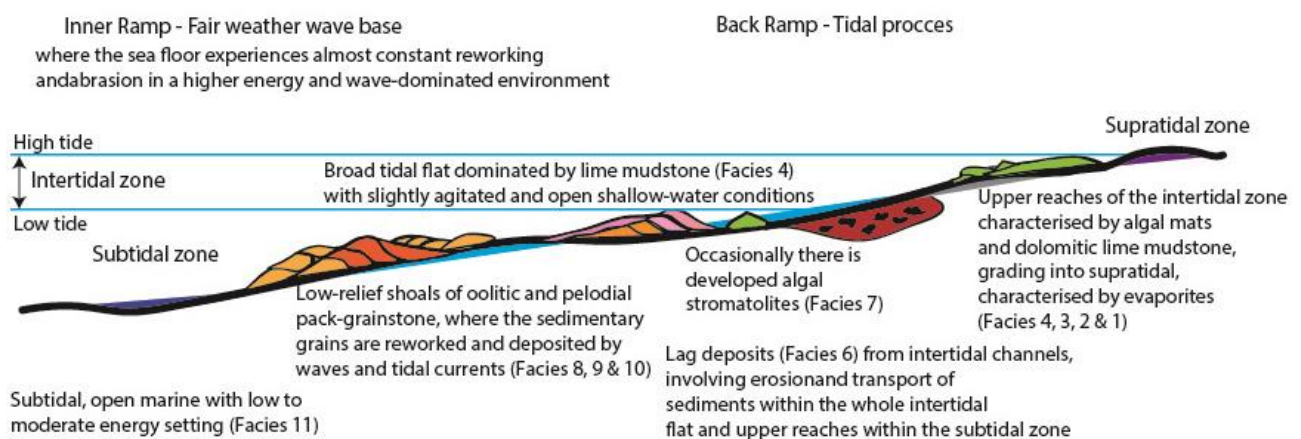 Inner Ramp - Fair weather wave base
where the sea floor experiences almost constant reworking
andabrasion in a higher energy and wave-dominated environment
Back Ramp - Tidal procces
Supratidal zone
High tide
Intertidal zone
Low tide
Broad tidal flat dominated by lime mudstone (Facies 4)
with slightly agitated and open shallow-water conditions
Subtidal zone
Upper reaches of the intertidal zone
characterised by algal mats
and dolomitic lime mudstone,
grading into supratidal,
characterised by evaporites
(Facies 4, 3, 2 & 1)
Occasionally there is
developed algal
stromatolites (Facies 7)
Low-relief shoals of oolitic and pelodial
pack-grainstone, where the sedimentary
grains are reworked and deposited by
waves and tidal currents (Facies 8, 9 & 10)
Lag deposits (Facies 6) from intertidal channels,
involving erosionand transport of
sediments within the whole intertidal
flat and upper reaches within the subtidal zone
Subtidal, open marine with low to
moderate energy setting (Facies 11)